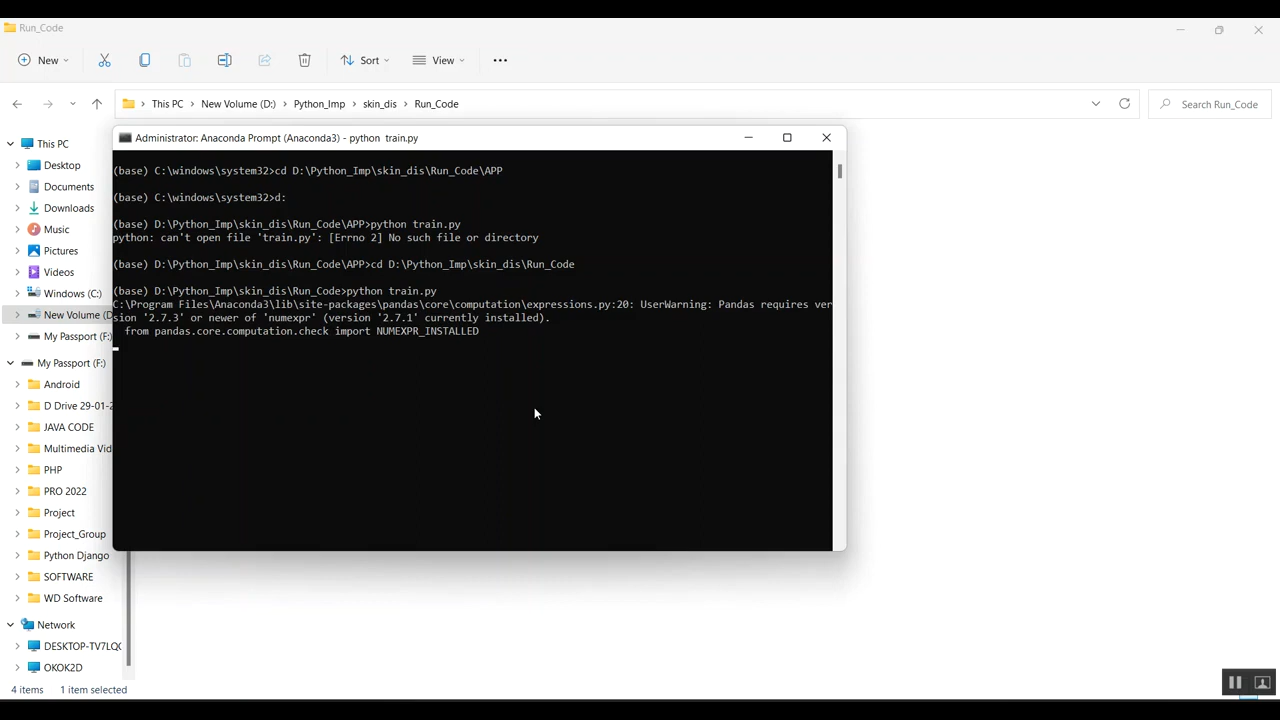 Run_Code
New
Sort
View
This PC
New Volume (D:)
Python_Imp
skin_dis
Run_Code
Search Run_Code
This PC
Desktop
Documents
Downloads
Music
Pictures
Videos
Windows (C:)
New Volume (D
My Passport (F:)
My Passport (F:)
Android
D Drive 29-01-2
JAVA CODE
Multimedia Vid
PHP
PRO 2022
Project
Project_Group
Python Django
SOFTWARE
WD Software
Network
DESKTOP-TV7LQ
OKOK2D
4 items 1 item selected
Administrator: Anaconda Prompt (Anaconda3) - python train.py
(base) C:\windows\system32>cd D:\Python_Imp\skin_dis\Run_Code\APP
(base) C:\windows\system32>d:
(base) D:\Python_Imp\skin_dis\Run_Code\APP>python train.py
python: can't open file 'train.py': [Errno 2] No such file or directory
(base) D:\Python_Imp\skin_dis\Run_Code\APP>cd D:\Python_Imp\skin_dis\Run_Code
(base) D:\Python_Imp\skin_dis\Run_Code>python train.py
C:\Program Files\Anaconda3\lib\site-packages\pandas\core\computation\expressions.py:20: UserWarning: Pandas requires ver
sion '2.7.3' or newer of 'numexpr' (version '2.7.1' currently installed).
from pandas.core.computation.check import NUMEXPR_INSTALLED